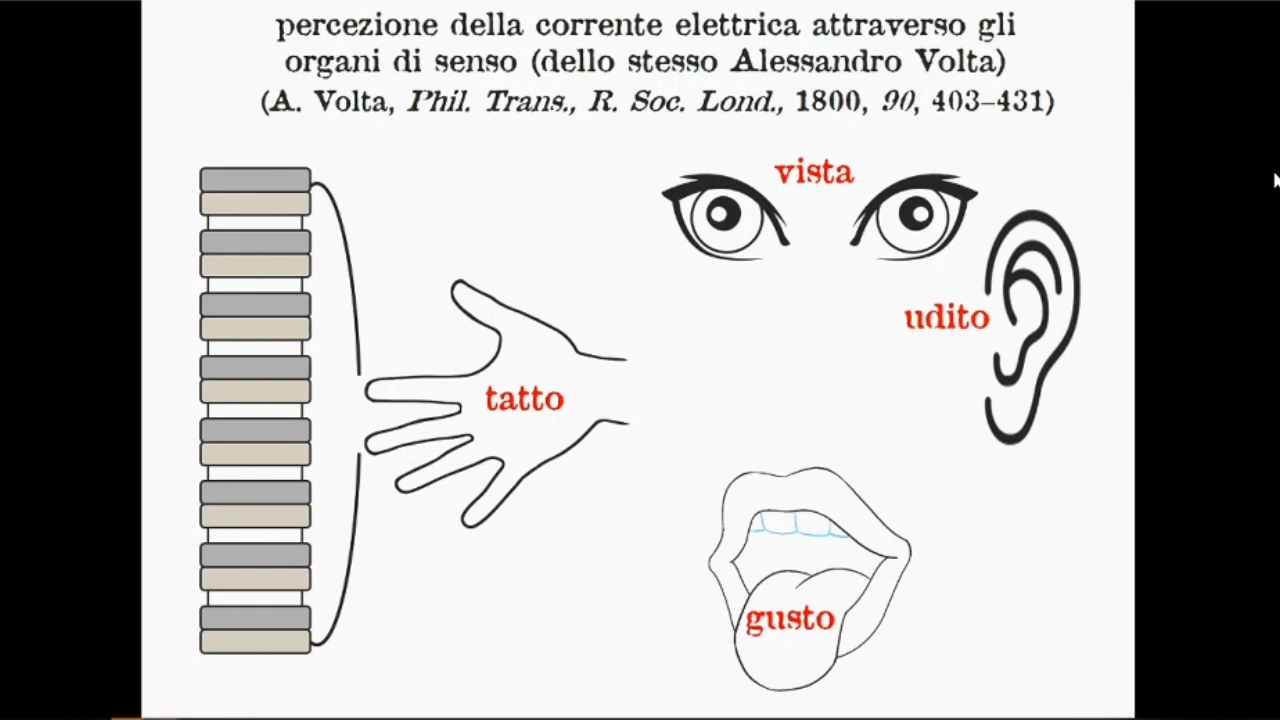 percezione della corrente elettrica attraverso gli
organi di senso (dello stesso Alessandro Volta)
(A. Volta, Phil. Trans., R. Soc. Lond., 1800, 90, 403–431)
vista
udito
tatto
gusto